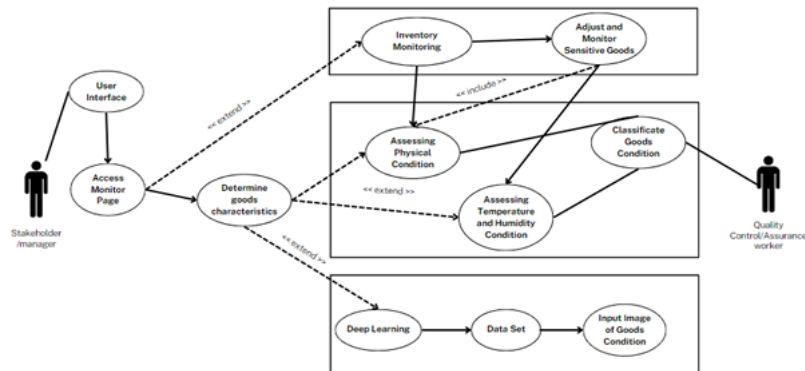 Inventory
Monitoring
Adjust and
Monitor
Sensitive Goods
User
Interface
<< extend >>
<< include >>
Assessing
Physical
Condition
Classificate
Goods
Condition
Access
Monitor
Page
Determine
goods
characteristics
<< extend >>
Assessing
Temperature
and Humidity
Condition
Stakeholder
/manager
Quality
Control/Assurance
worker
<< extend >>
Deep Learning
Data Set
Input Image
of Goods
Condition